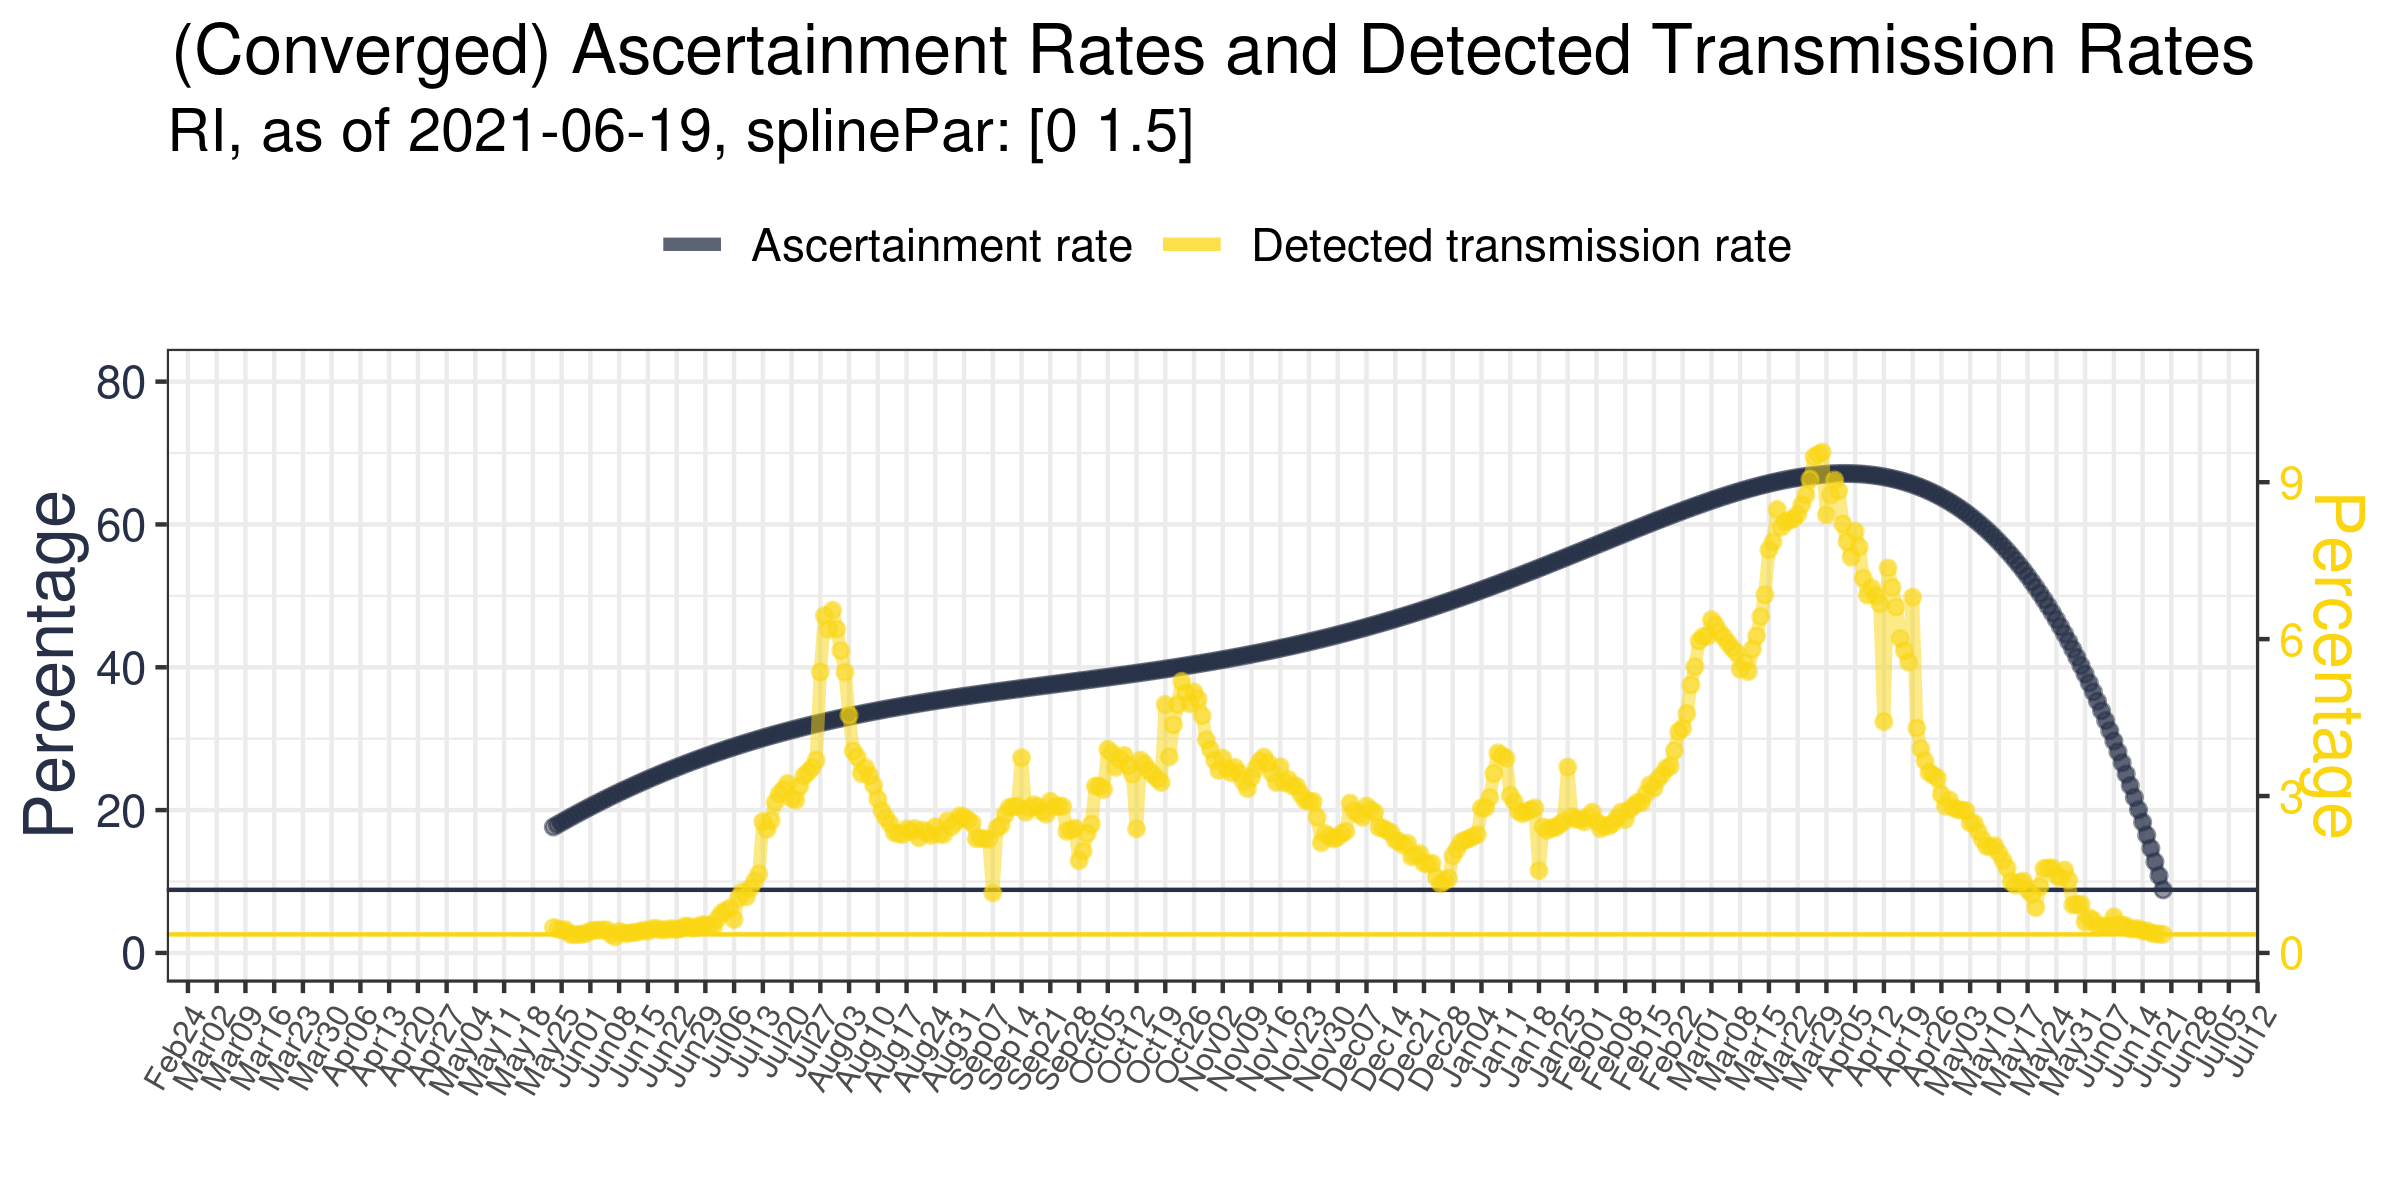 (Converged) Ascertainment Rates and Detected Transmission Rates
RI, as of 2021-06-19, splinePar: [0 1.5]
Ascertainment rate
Detected transmission rate
Percentage
80
60
40
20
0
9
6
3
0
Percentage
Feb24
Mar02
Mar09
Mar16
Mar23
Mar30
Apr06
Apr13
Apr20
Apr27
May04
May11
May18
May25
Jun01
Jun08
Jun15
Jun22
Jun29
Jul06
Jul13
Jul20
Jul27
Aug03
Aug10
Aug17
Aug24
Aug31
Sep07
Sep14
Sep21
Sep28
Oct05
Oct12
Oct19
Oct26
Nov02
Nov09
Nov16
Nov23
Nov30
Dec07
Dec14
Dec21
Dec28
Jan04
Jan11
Jan18
Jan25
Feb01
Feb08
Feb15
Feb22
Mar01
Mar08
Mar15
Mar22
Mar29
Apr05
Apr12
Apr19
Apr26
May03
May10
May17
May24
May31
Jun07
Jun14
Jun21
Jun28
Jul05
Jul12